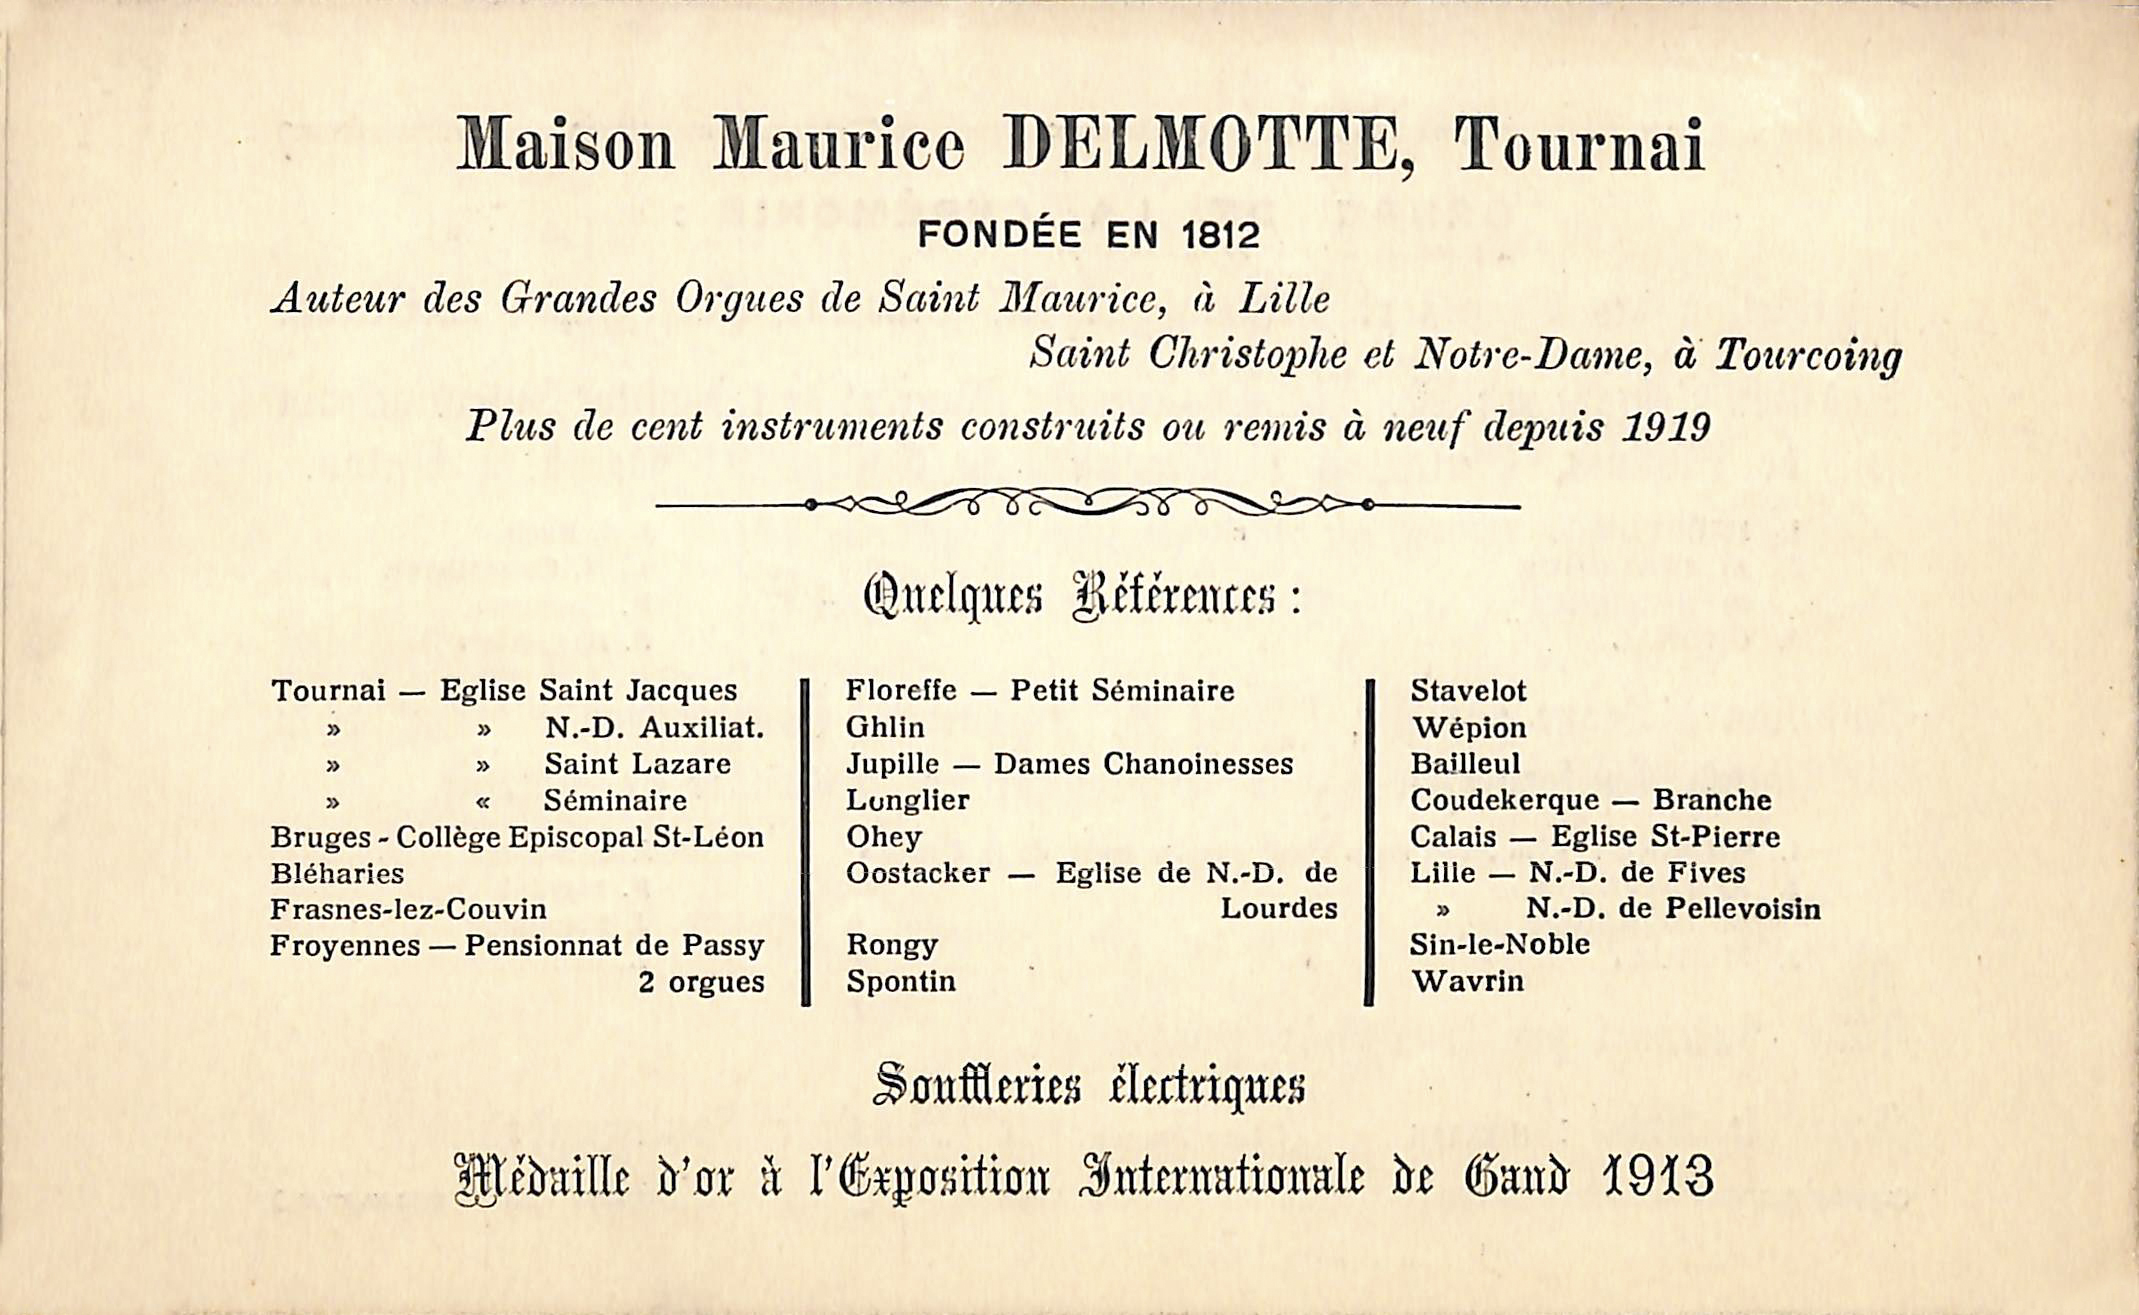 Maison Maurice DELMOTTE, Tournai
FONDÉE EN 1812
Auteur des Grandes Orgues de Saint Maurice, à Lille
Saint Christophe et Notre-Dame, à Tourcoing
Plus de cent instruments construits ou remis à neuf depuis 1919
Quelques Références :
Tournai — Eglise Saint Jacques
» » N.-D. Auxiliat.
» » Saint Lazare
» « Séminaire
Bruges - Collège Episcopal St-Léon
Bléharies
Frasnes-lez-Couvin
Froyennes — Pensionnat de Passy
2 orgues
Floreffe — Petit Séminaire
Ghlin
Jupille — Dames Chanoinesses
Longlier
Ohey
Oostacker — Eglise de N.-D. de
Lourdes
Rongy
Spontin
Stavelot
Wépion
Bailleul
Coudekerque — Branche
Calais — Eglise St-Pierre
Lille — N.-D. de Fives
» N.-D. de Pellevoisin
Sin-le-Noble
Wavrin
Souffleries électriques
Médaille d'or à l'Exposition Internationale de Gand 1913